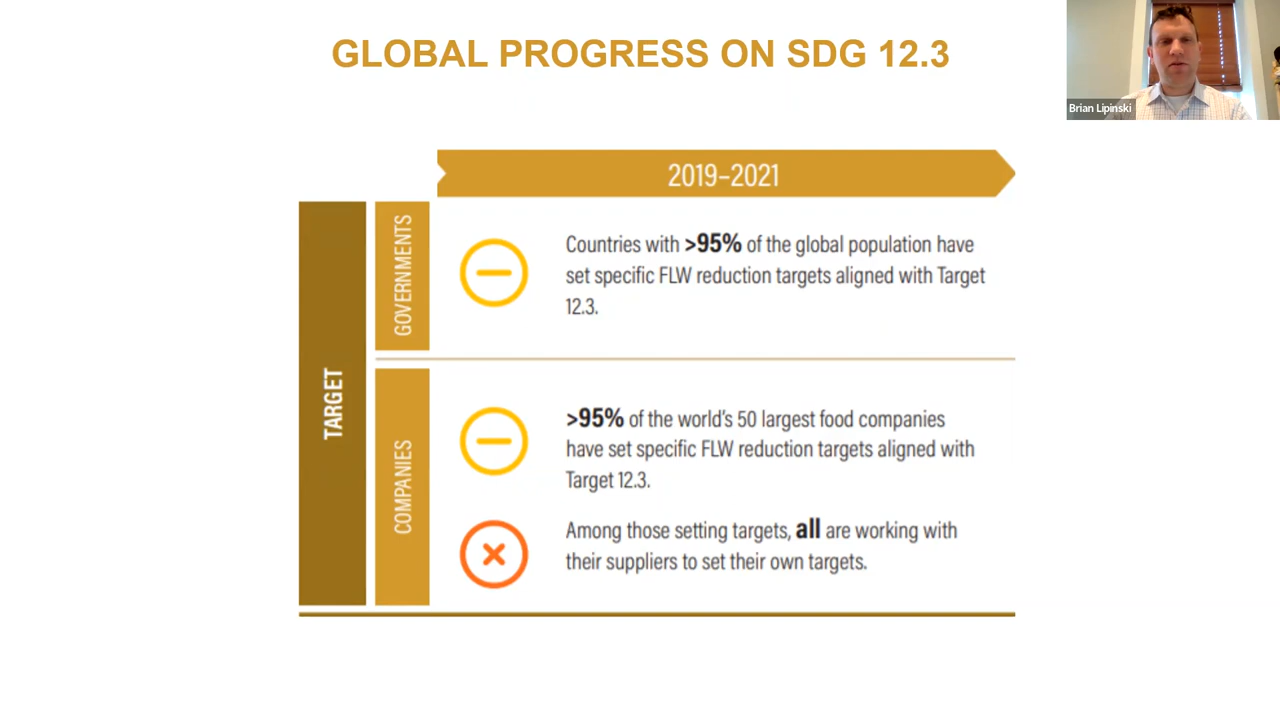 GLOBAL PROGRESS ON SDG 12.3
Brian Lipinski
2019–2021
TARGET
GOVERNMENTS
Countries with >95% of the global population have
set specific FLW reduction targets aligned with Target
12.3.
COMPANIES
>95% of the world's 50 largest food companies
have set specific FLW reduction targets aligned with
Target 12.3.
Among those setting targets, all are working with
their suppliers to set their own targets.